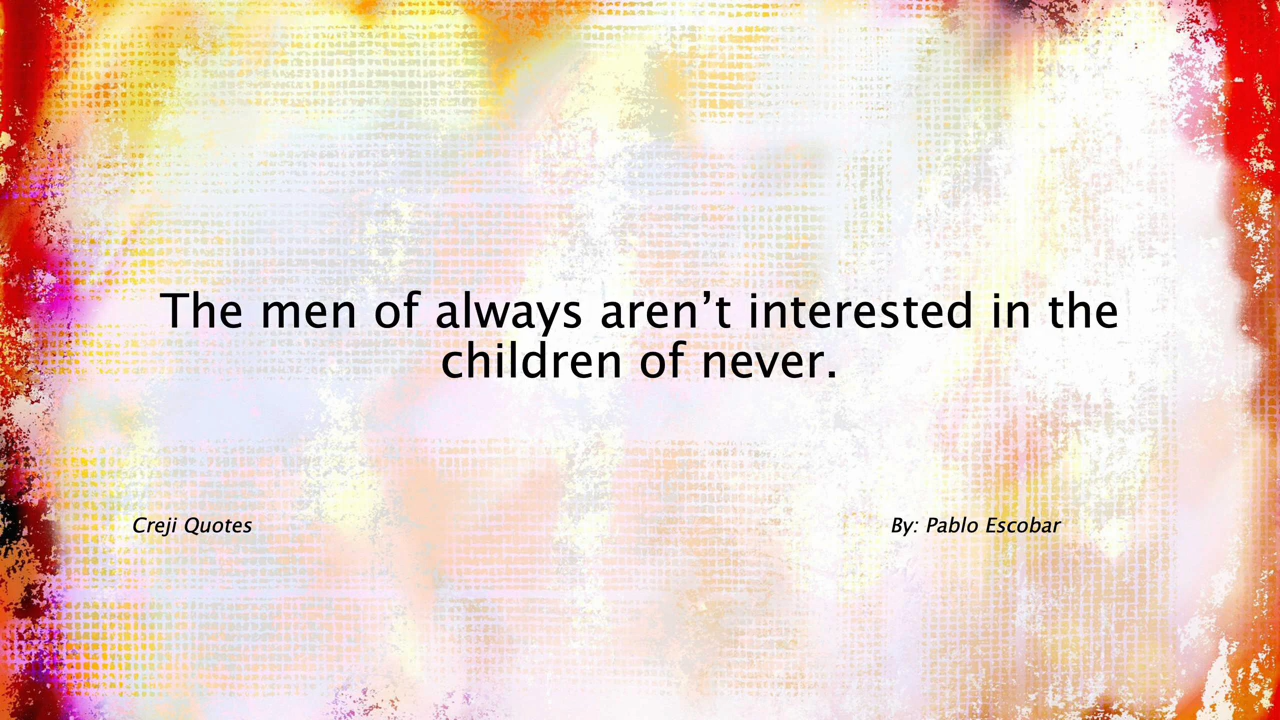 The men of always aren’t interested in the
children of never.
Creji Quotes
By: Pablo Escobar